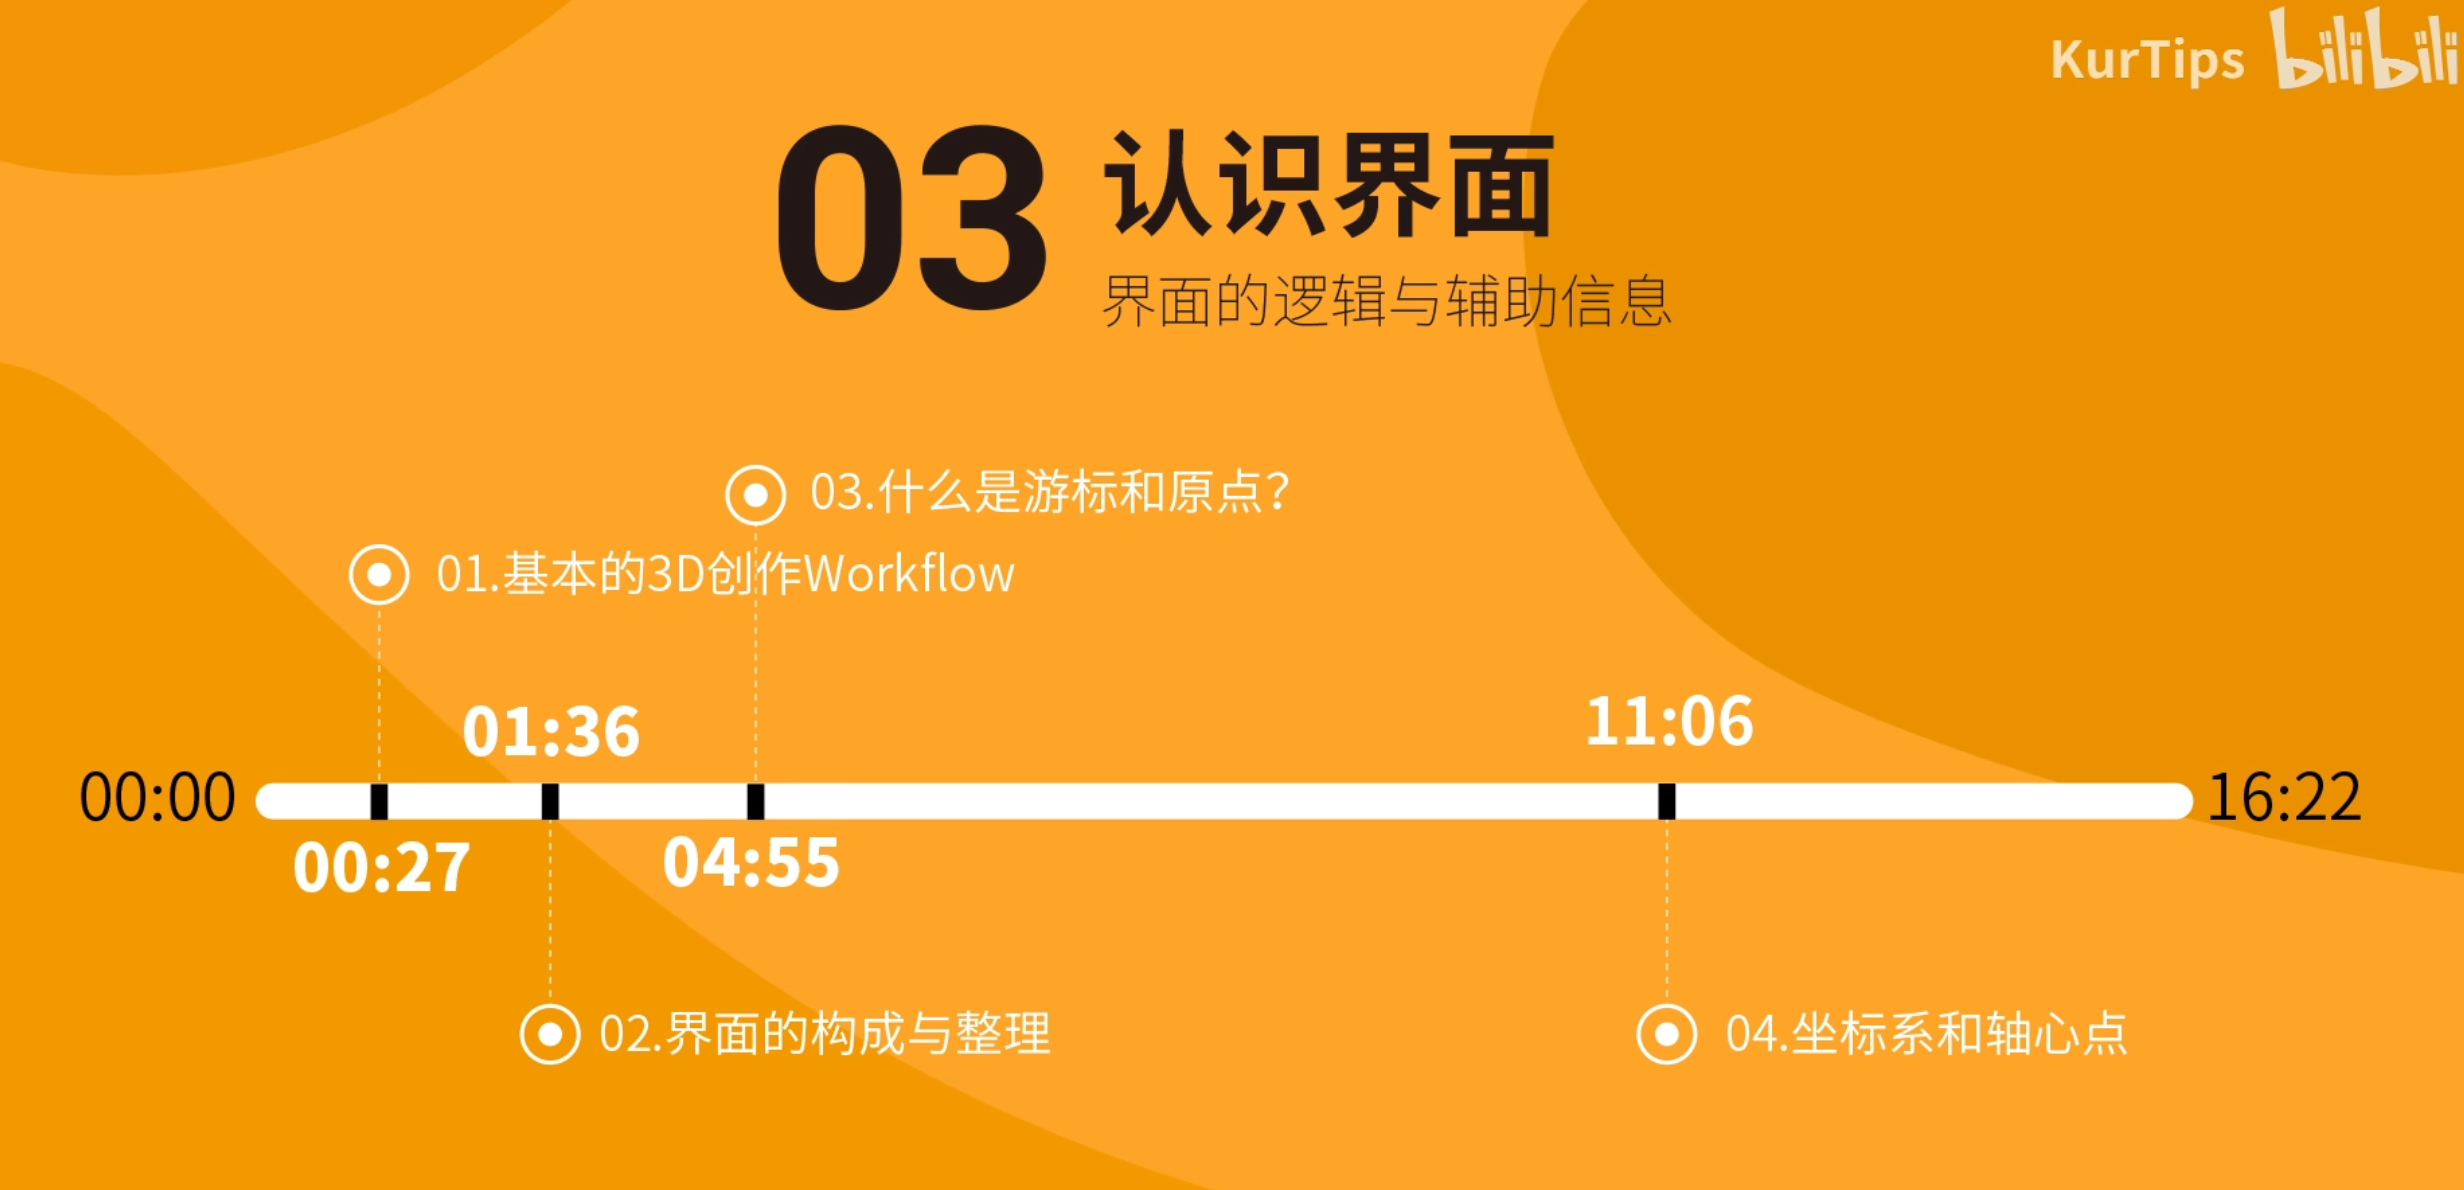 KurTips bilibili
03 认识界面
界面的逻辑与辅助信息
03.什么是游标和原点?
01.基本的3D创作Workflow
01:36
11:06
00:00
16:22
00:27
04:55
02.界面的构成与整理
04.坐标系和轴心点